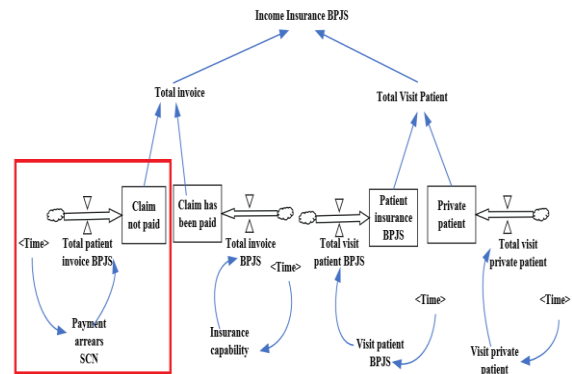 Income Insurance BPJS
Total invoice
Total Visit Patient
Claim
not paid
Claim has
been paid
Patient
insurance
BPJS
Private
patient
<Time>
Total patient
invoice BPJS
Total invoice
BPJS
<Time>
Total visit
patient BPJS
Total visit
private patient
<Time>
<Time>
Payment
arrears
SCN
Insurance
capability
Visit patient
BPJS
Visit private
patient